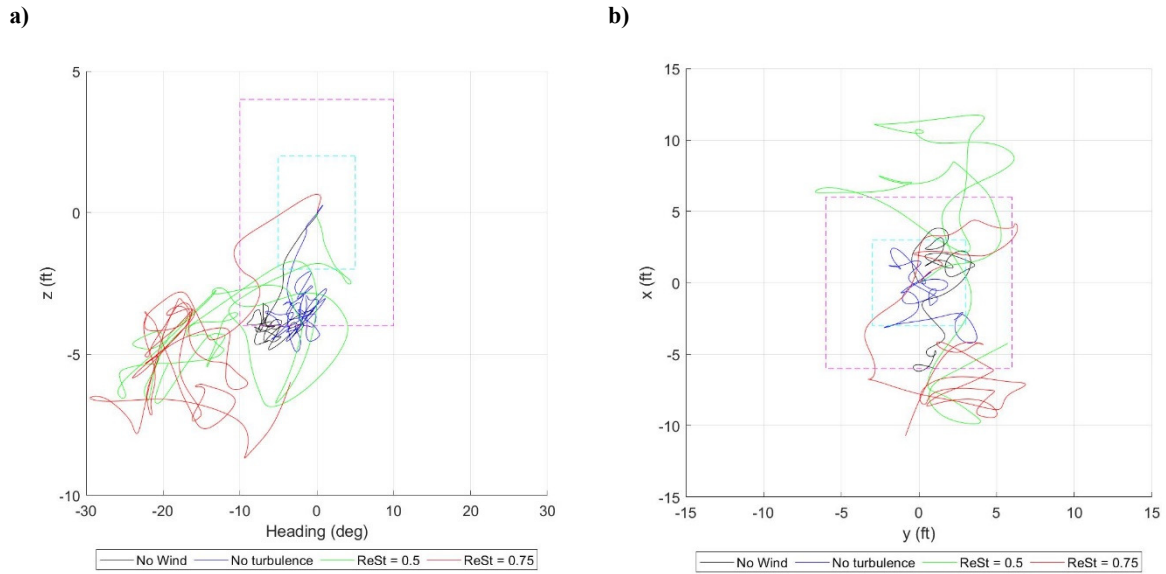 a)
b)
5
0
-5
-10
z (ft)
-30 -20 -10 0 10 20 30
Heading (deg)
No Wind No turbulence ReSt = 0.5 ReSt = 0.75
15
10
5
0
-5
-10
-15
x (ft)
-15 -10 -5 0 5 10 15
y (ft)
No Wind No turbulence ReSt = 0.5 ReSt = 0.75